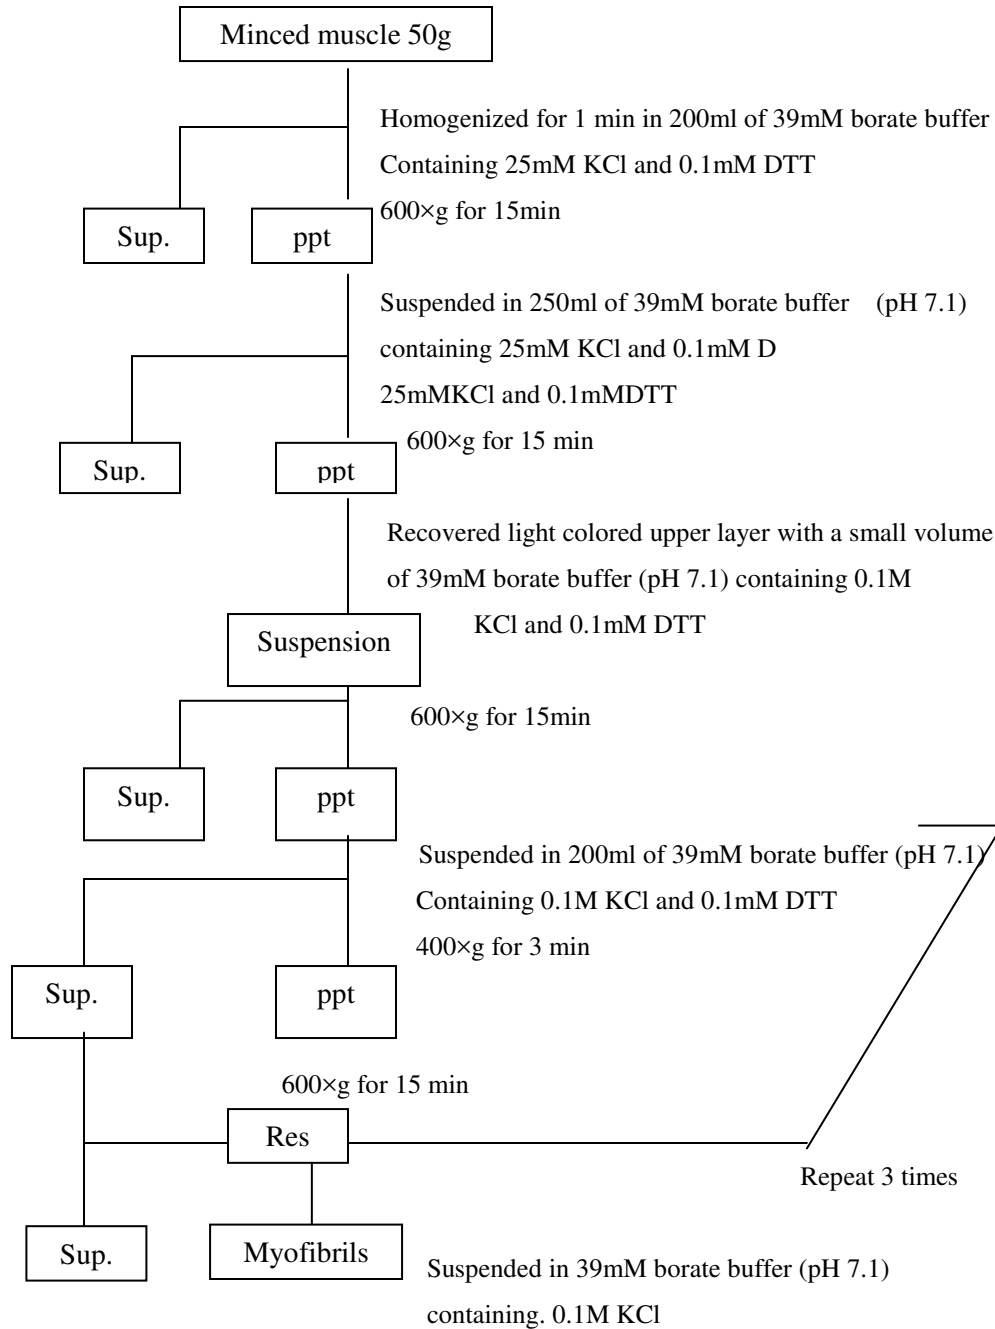 Minced muscle 50g
Homogenized for 1 min in 200ml of 39mM borate buffer
Containing 25mM KCl and 0.1mM DTT
600×g for 15min
Sup. ppt
Suspended in 250ml of 39mM borate buffer (pH 7.1)
containing 25mM KCl and 0.1mM D
25mMKCl and 0.1mMDTT
600×g for 15 min
Sup. ppt
Recovered light colored upper layer with a small volume
of 39mM borate buffer (pH 7.1) containing 0.1M
KCl and 0.1mM DTT
Suspension
600×g for 15min
Sup. ppt
Suspended in 200ml of 39mM borate buffer (pH 7.1)
Containing 0.1M KCl and 0.1mM DTT
400×g for 3 min
Sup. ppt
600×g for 15 min
Res
Repeat 3 times
Sup. Myofibrils
Suspended in 39mM borate buffer (pH 7.1)
containing. 0.1M KCl